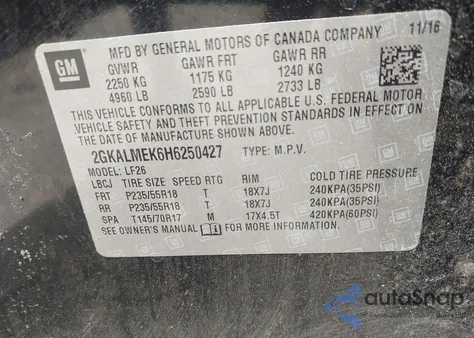 GM
MFD BY GENERAL MOTORS OF CANADA COMPANY 11/16
GVWR GAWR FRT GAWR RR
2250 KG 1175 KG 1240 KG
4960 LB 2590 LB 2733 LB
THIS VEHICLE CONFORMS TO ALL APPLICABLE U.S. FEDERAL MOTOR
VEHICLE SAFETY AND THEFT PREVENTION STANDARDS IN EFFECT ON
THE DATE OF MANUFACTURE SHOWN ABOVE.
2GKALMEK6H6250427 TYPE: M.P.V.
MODEL: LF26
LBCJ TIRE SIZE SPEED RTG RIM COLD TIRE PRESSURE
FRT P235/55R18 T 18X7J 240KPA(35PSI)
RR P235/55R18 T 18X7J 240KPA(35PSI)
SPA T145/70R17 M 17X4.5T 420KPA(60PSI)
SEE OWNER'S MANUAL FOR MORE INFORMATION.
autoSnap